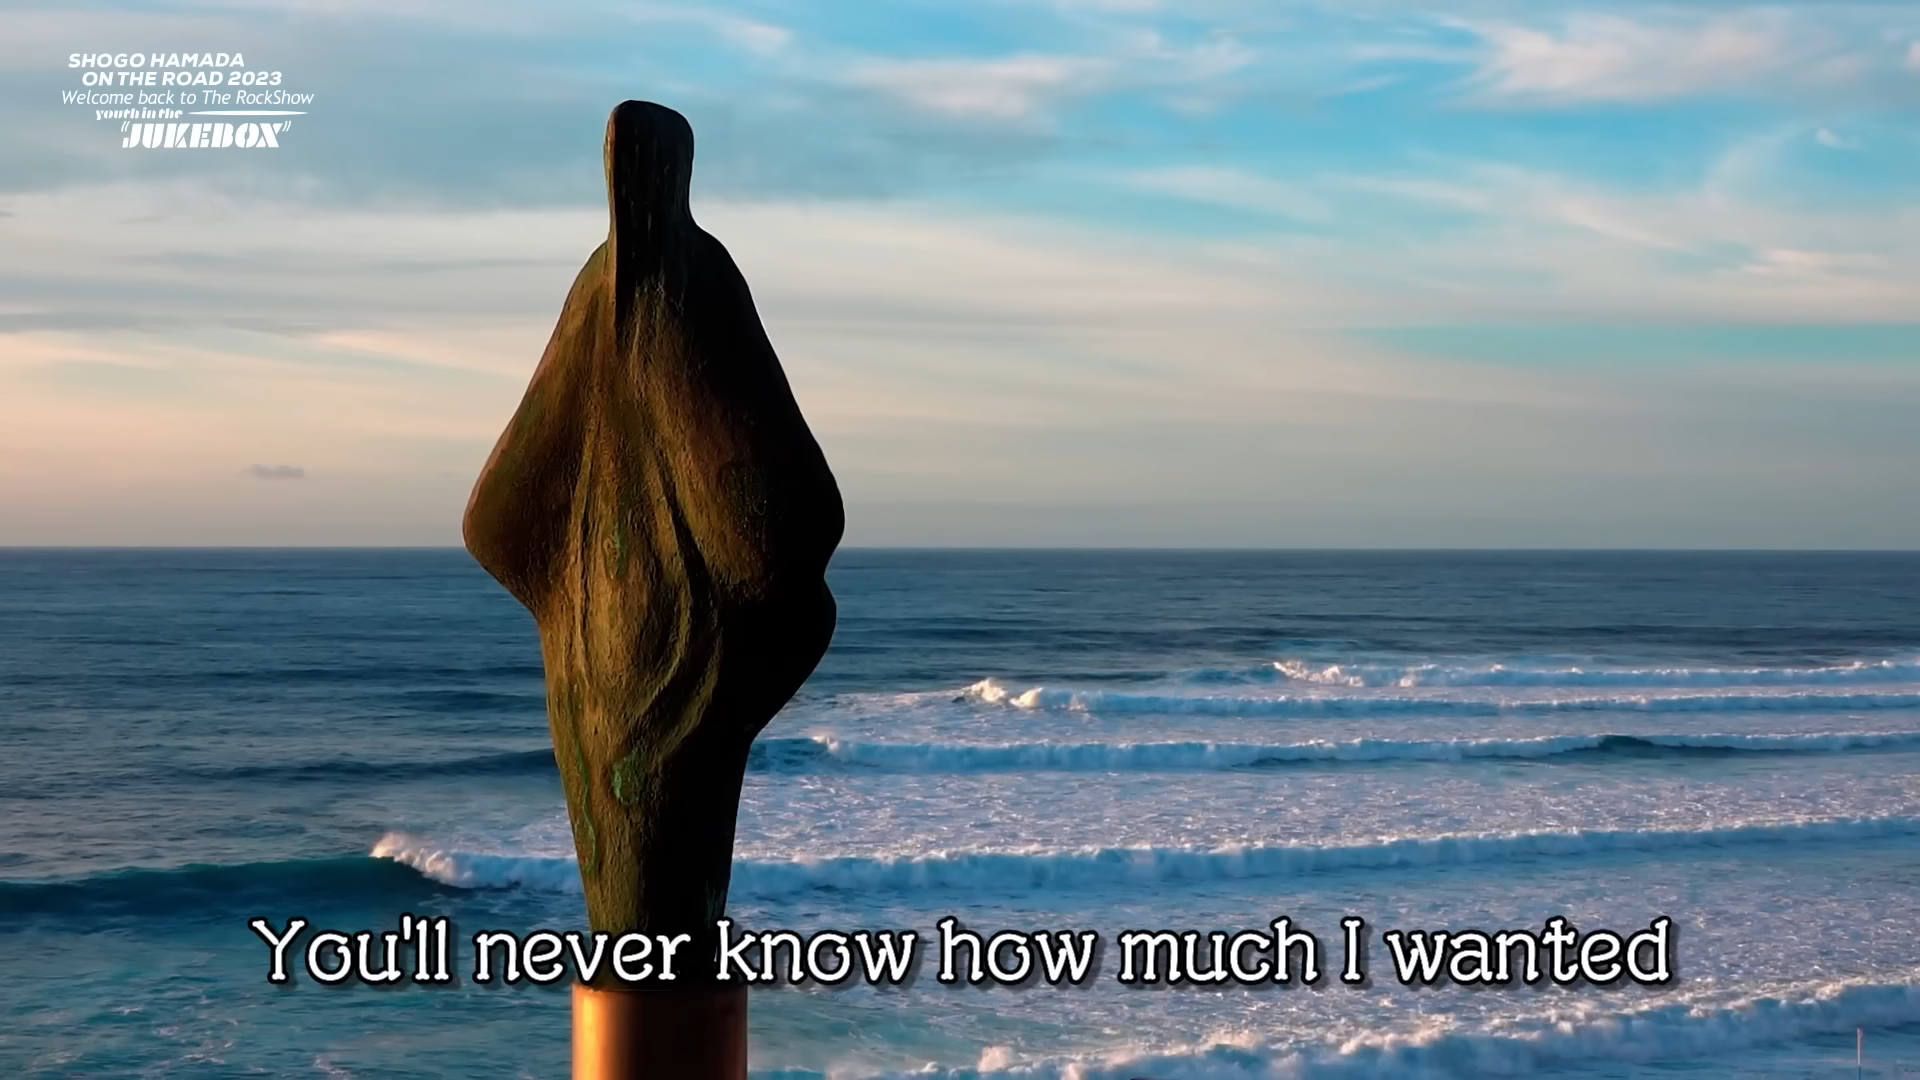 SHOGO HAMADA
ON THE ROAD 2023
Welcome back to The RockShow
youth in the
"JUKEBOX"
You'll never know how much I wanted